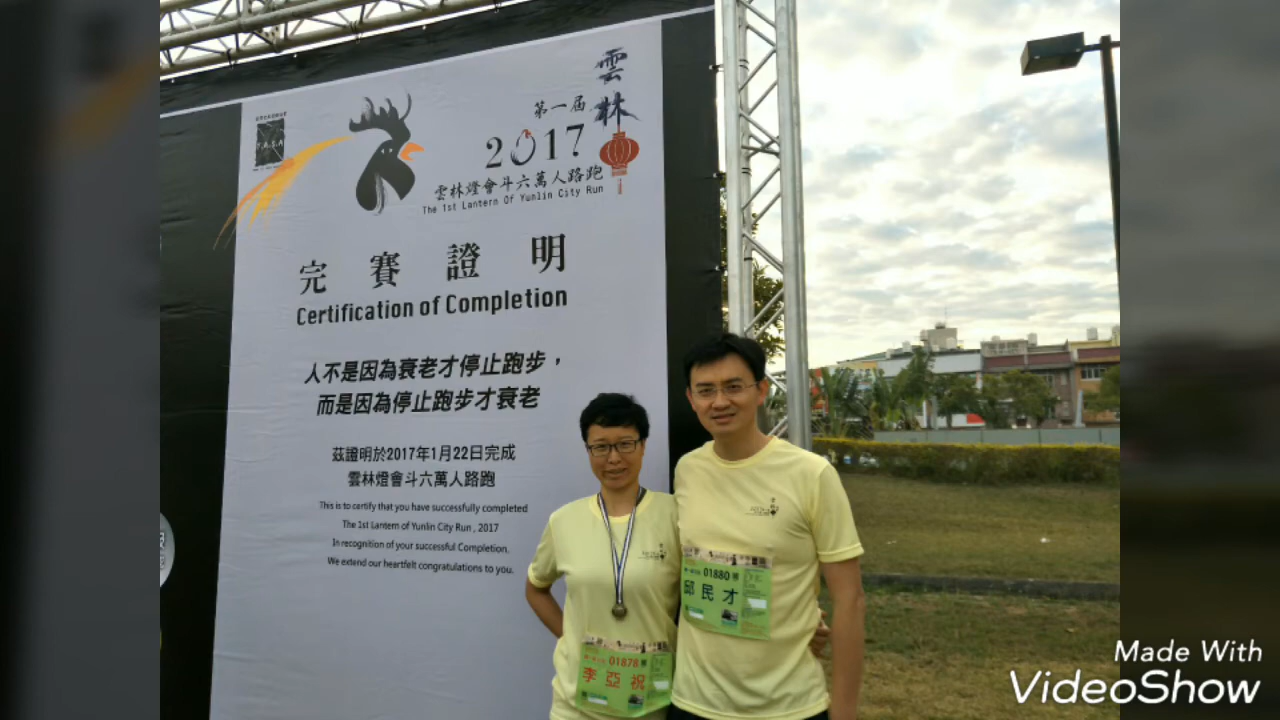 雲林
第一屆
2017
雲林燈會斗六萬人路跑
The 1st Lantern Of Yunlin City Run
完賽證明
Certification of Completion
人不是因為衰老才停止跑步，
而是因為停止跑步才衰老
茲證明於2017年1月22日完成
雲林燈會斗六萬人路跑
This is to certify that you have successfully completed
The 1st Lantern of Yunlin City Run , 2017
In recognition of your successful Completion,
We extend our heartfelt congratulations to you.
01880
邱民才
01878
李亞祝
Made With
VideoShow